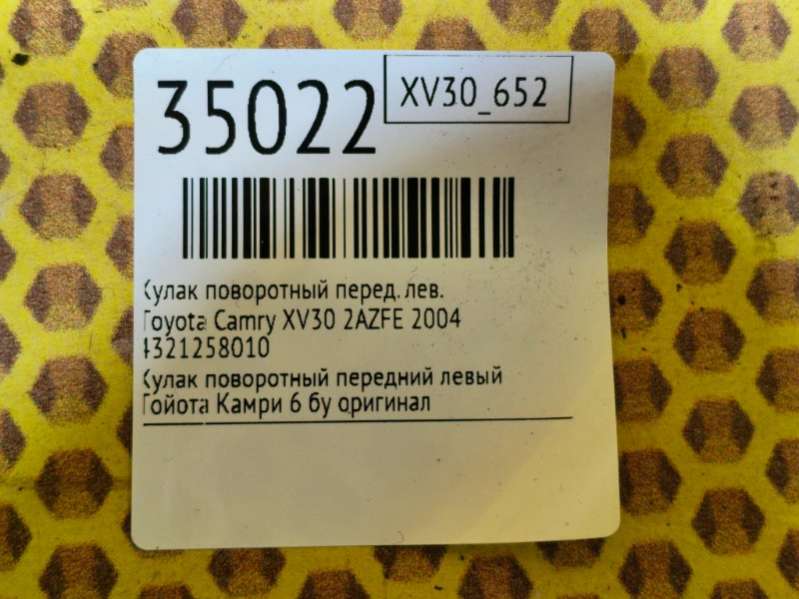 35022
XV30_652
Кулак поворотный перед. лев.
Toyota Camry XV30 2AZFE 2004
4321258010
Кулак поворотный передний левый
Тойота Камри 6 бу оригинал